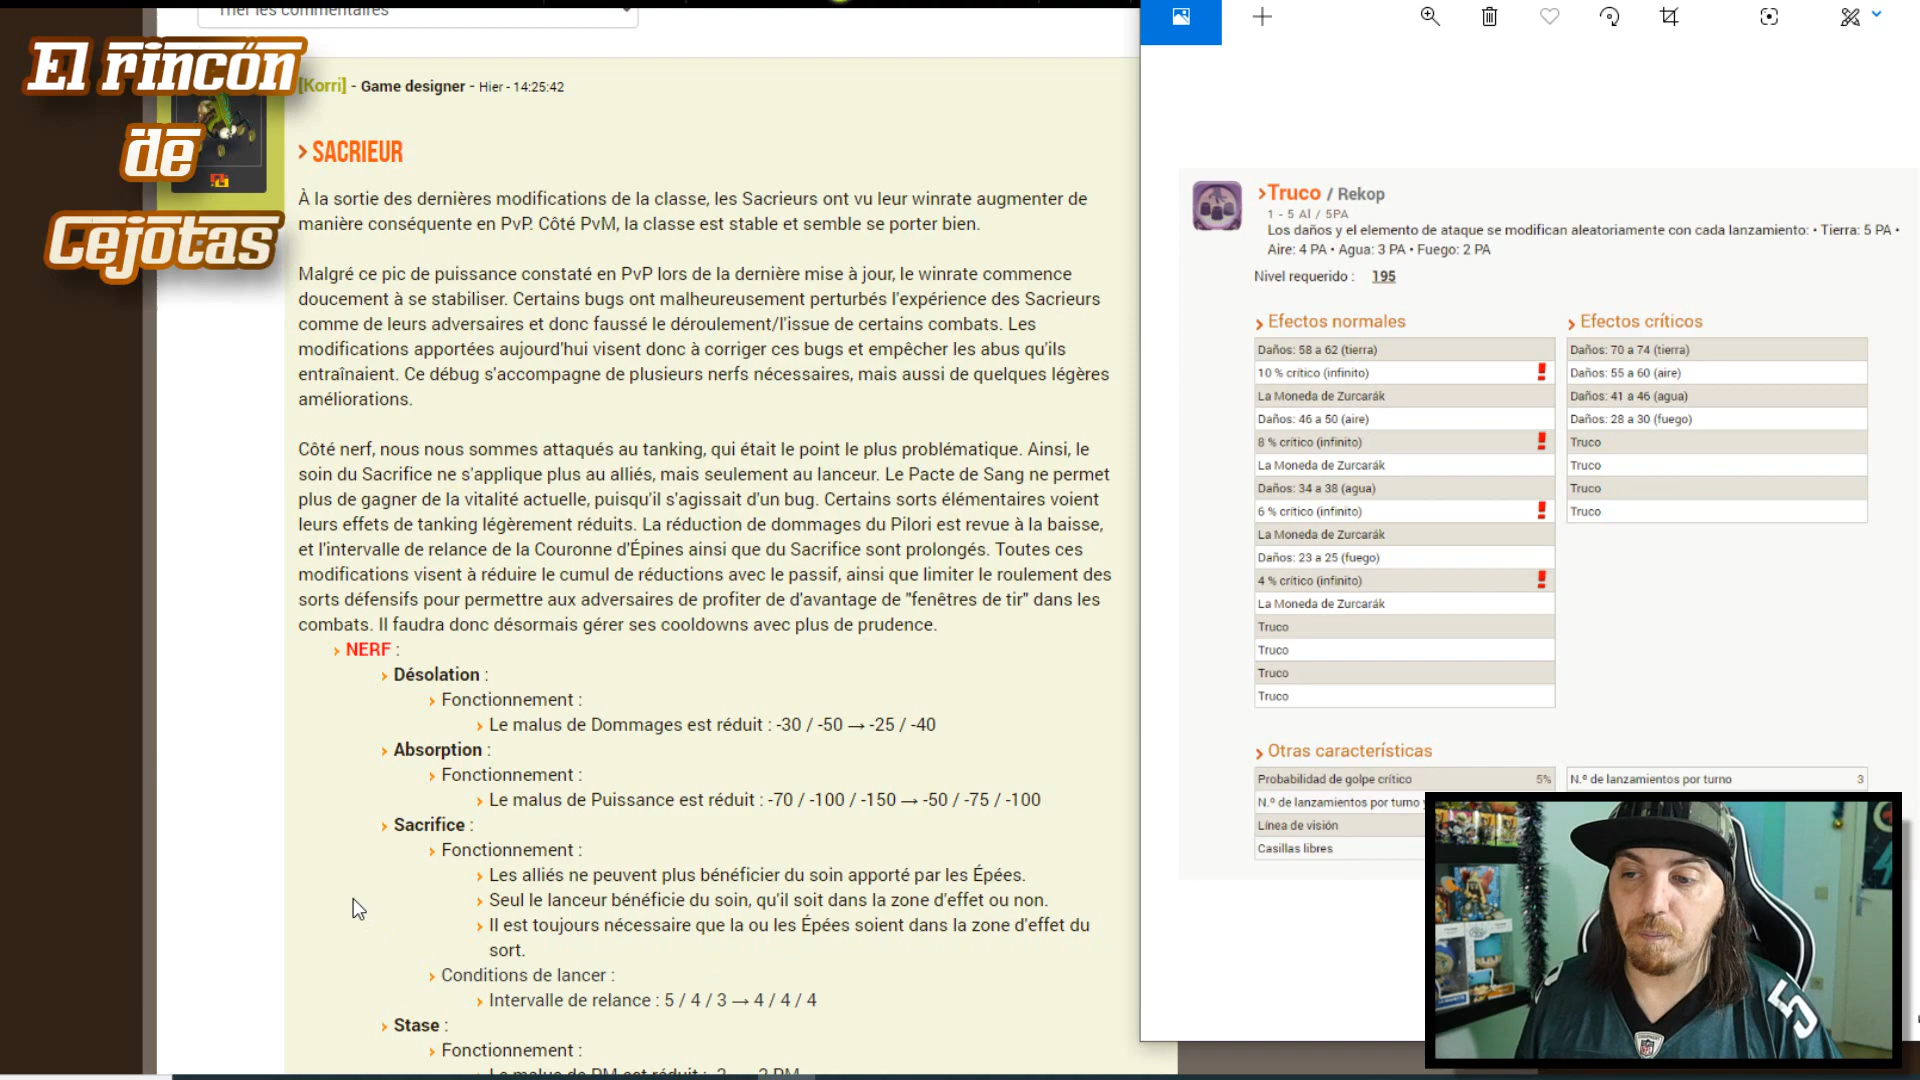 Trier les commentaires
El rincón
de
Cejotas
[Korri] - Game designer - Hier - 14:25:42
SACRIEUR
À la sortie des dernières modifications de la classe, les Sacrieurs ont vu leur winrate augmenter de
manière conséquente en PvP. Côté PvM, la classe est stable et semble se porter bien.
Malgré ce pic de puissance constaté en PvP lors de la dernière mise à jour, le winrate commence
doucement à se stabiliser. Certains bugs ont malheureusement perturbés l'expérience des Sacrieurs
comme de leurs adversaires et donc faussé le déroulement/l'issue de certains combats. Les
modifications apportées aujourd'hui visent donc à corriger ces bugs et empêcher les abus qu'ils
entraînaient. Ce débug s'accompagne de plusieurs nerfs nécessaires, mais aussi de quelques légères
améliorations.
Côté nerf, nous nous sommes attaqués au tanking, qui était le point le plus problématique. Ainsi, le
soin du Sacrifice ne s'applique plus au alliés, mais seulement au lanceur. Le Pacte de Sang ne permet
plus de gagner de la vitalité actuelle, puisqu'il s'agissait d'un bug. Certains sorts élémentaires voient
leurs effets de tanking légèrement réduits. La réduction de dommages du Pilori est revue à la baisse,
et l'intervalle de relance de la Couronne d'Épines ainsi que du Sacrifice sont prolongés. Toutes ces
modifications visent à réduire le cumul de réductions avec le passif, ainsi que limiter le roulement des
sorts défensifs pour permettre aux adversaires de profiter de d'avantage de "fenêtres de tir" dans les
combats. Il faudra donc désormais gérer ses cooldowns avec plus de prudence.
NERF :
Désolation :
Fonctionnement :
Le malus de Dommages est réduit : -30 / -50 → -25 / -40
Absorption :
Fonctionnement :
Le malus de Puissance est réduit : -70 / -100 / -150 → -50 / -75 / -100
Sacrifice :
Fonctionnement :
Les alliés ne peuvent plus bénéficier du soin apporté par les Épées.
Seul le lanceur bénéficie du soin, qu'il soit dans la zone d'effet ou non.
Il est toujours nécessaire que la ou les Épées soient dans la zone d'effet du
sort.
Conditions de lancer :
Intervalle de relance : 5 / 4 / 3 → 4 / 4 / 4
Stase :
Fonctionnement :
Le malus de PM est réduit :
Truco / Rekop
1 - 5 Al / 5PA
Los daños y el elemento de ataque se modifican aleatoriamente con cada lanzamiento: • Tierra: 5 PA •
Aire: 4 PA • Agua: 3 PA • Fuego: 2 PA
Nivel requerido : 195
Efectos normales
Daños: 58 a 62 (tierra)
10 % crítico (infinito)
La Moneda de Zurcarák
Daños: 46 a 50 (aire)
8 % crítico (infinito)
La Moneda de Zurcarák
Daños: 34 a 38 (agua)
6 % crítico (infinito)
La Moneda de Zurcarák
Daños: 23 a 25 (fuego)
4 % crítico (infinito)
La Moneda de Zurcarák
Truco
Truco
Truco
Truco
Efectos críticos
Daños: 70 a 74 (tierra)
Daños: 55 a 60 (aire)
Daños: 41 a 46 (agua)
Daños: 28 a 30 (fuego)
Truco
Truco
Truco
Truco
Otras características
Probabilidad de golpe crítico 5%
N.º de lanzamientos por turno 3
N.º de lanzamientos por turno
Línea de visión
Casillas libres
5
NFL